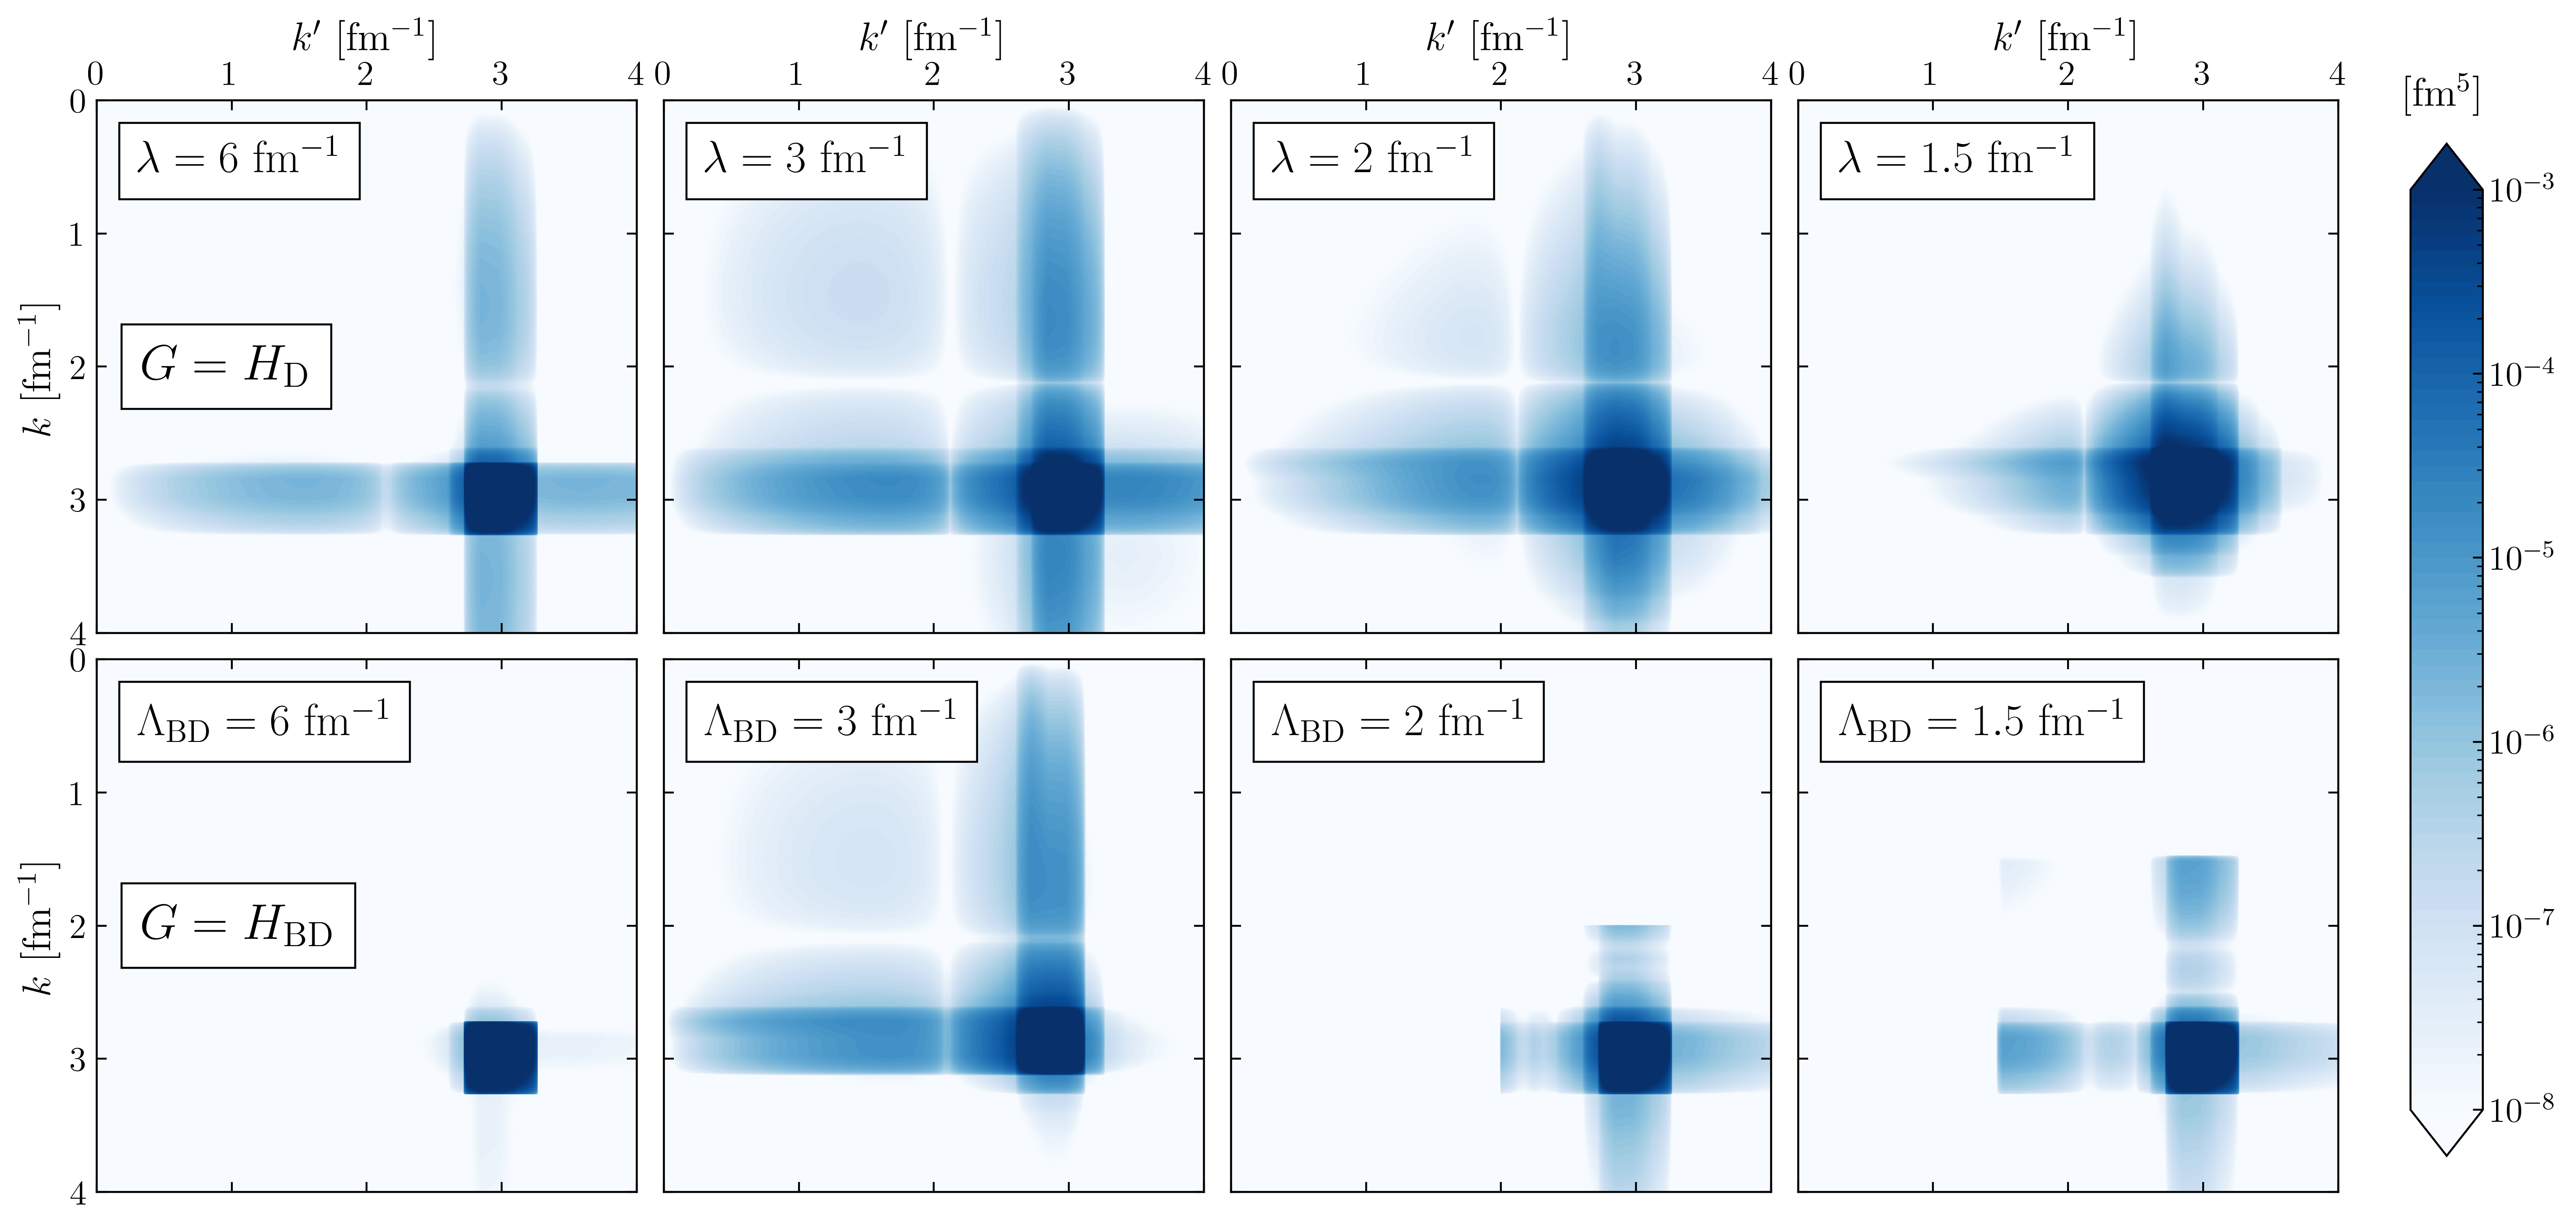 k′ [fm⁻¹] k′ [fm⁻¹] k′ [fm⁻¹] k′ [fm⁻¹]
0 1 2 3 4 0 1 2 3 4 0 1 2 3 4 0 1 2 3 4
[fm⁵]
k [fm⁻¹]
0
1
2
3
4
λ = 6 fm⁻¹
G = H_D
λ = 3 fm⁻¹
λ = 2 fm⁻¹
λ = 1.5 fm⁻¹
k [fm⁻¹]
0
1
2
3
4
Λ_BD = 6 fm⁻¹
G = H_BD
Λ_BD = 3 fm⁻¹
Λ_BD = 2 fm⁻¹
Λ_BD = 1.5 fm⁻¹
10⁻³
10⁻⁴
10⁻⁵
10⁻⁶
10⁻⁷
10⁻⁸